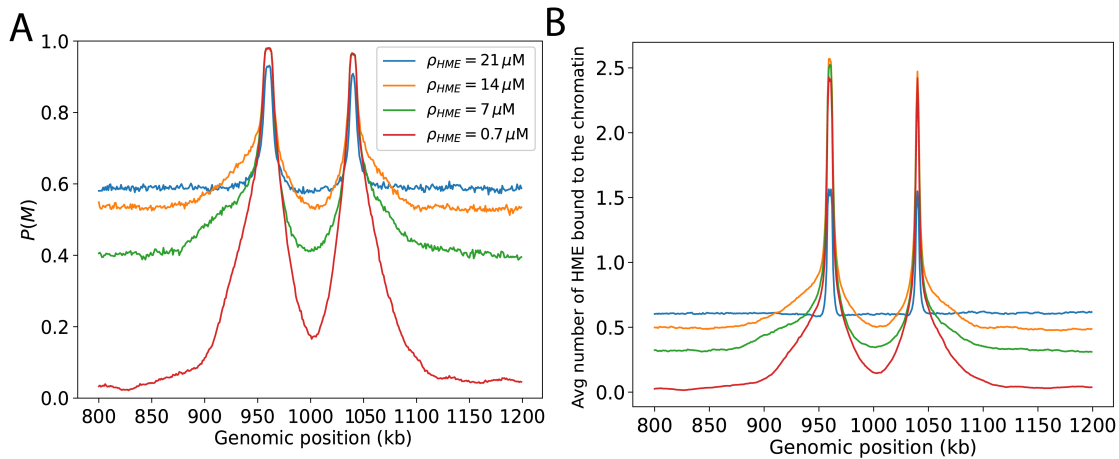 A
B
P(M)
1.0
0.8
0.6
0.4
0.2
0.0
ρHME = 21 μM
ρHME = 14 μM
ρHME = 7 μM
ρHME = 0.7 μM
800 850 900 950 1000 1050 1100 1150 1200
Genomic position (kb)
Avg number of HME bound to the chromatin
2.5
2.0
1.5
1.0
0.5
0.0
800 850 900 950 1000 1050 1100 1150 1200
Genomic position (kb)